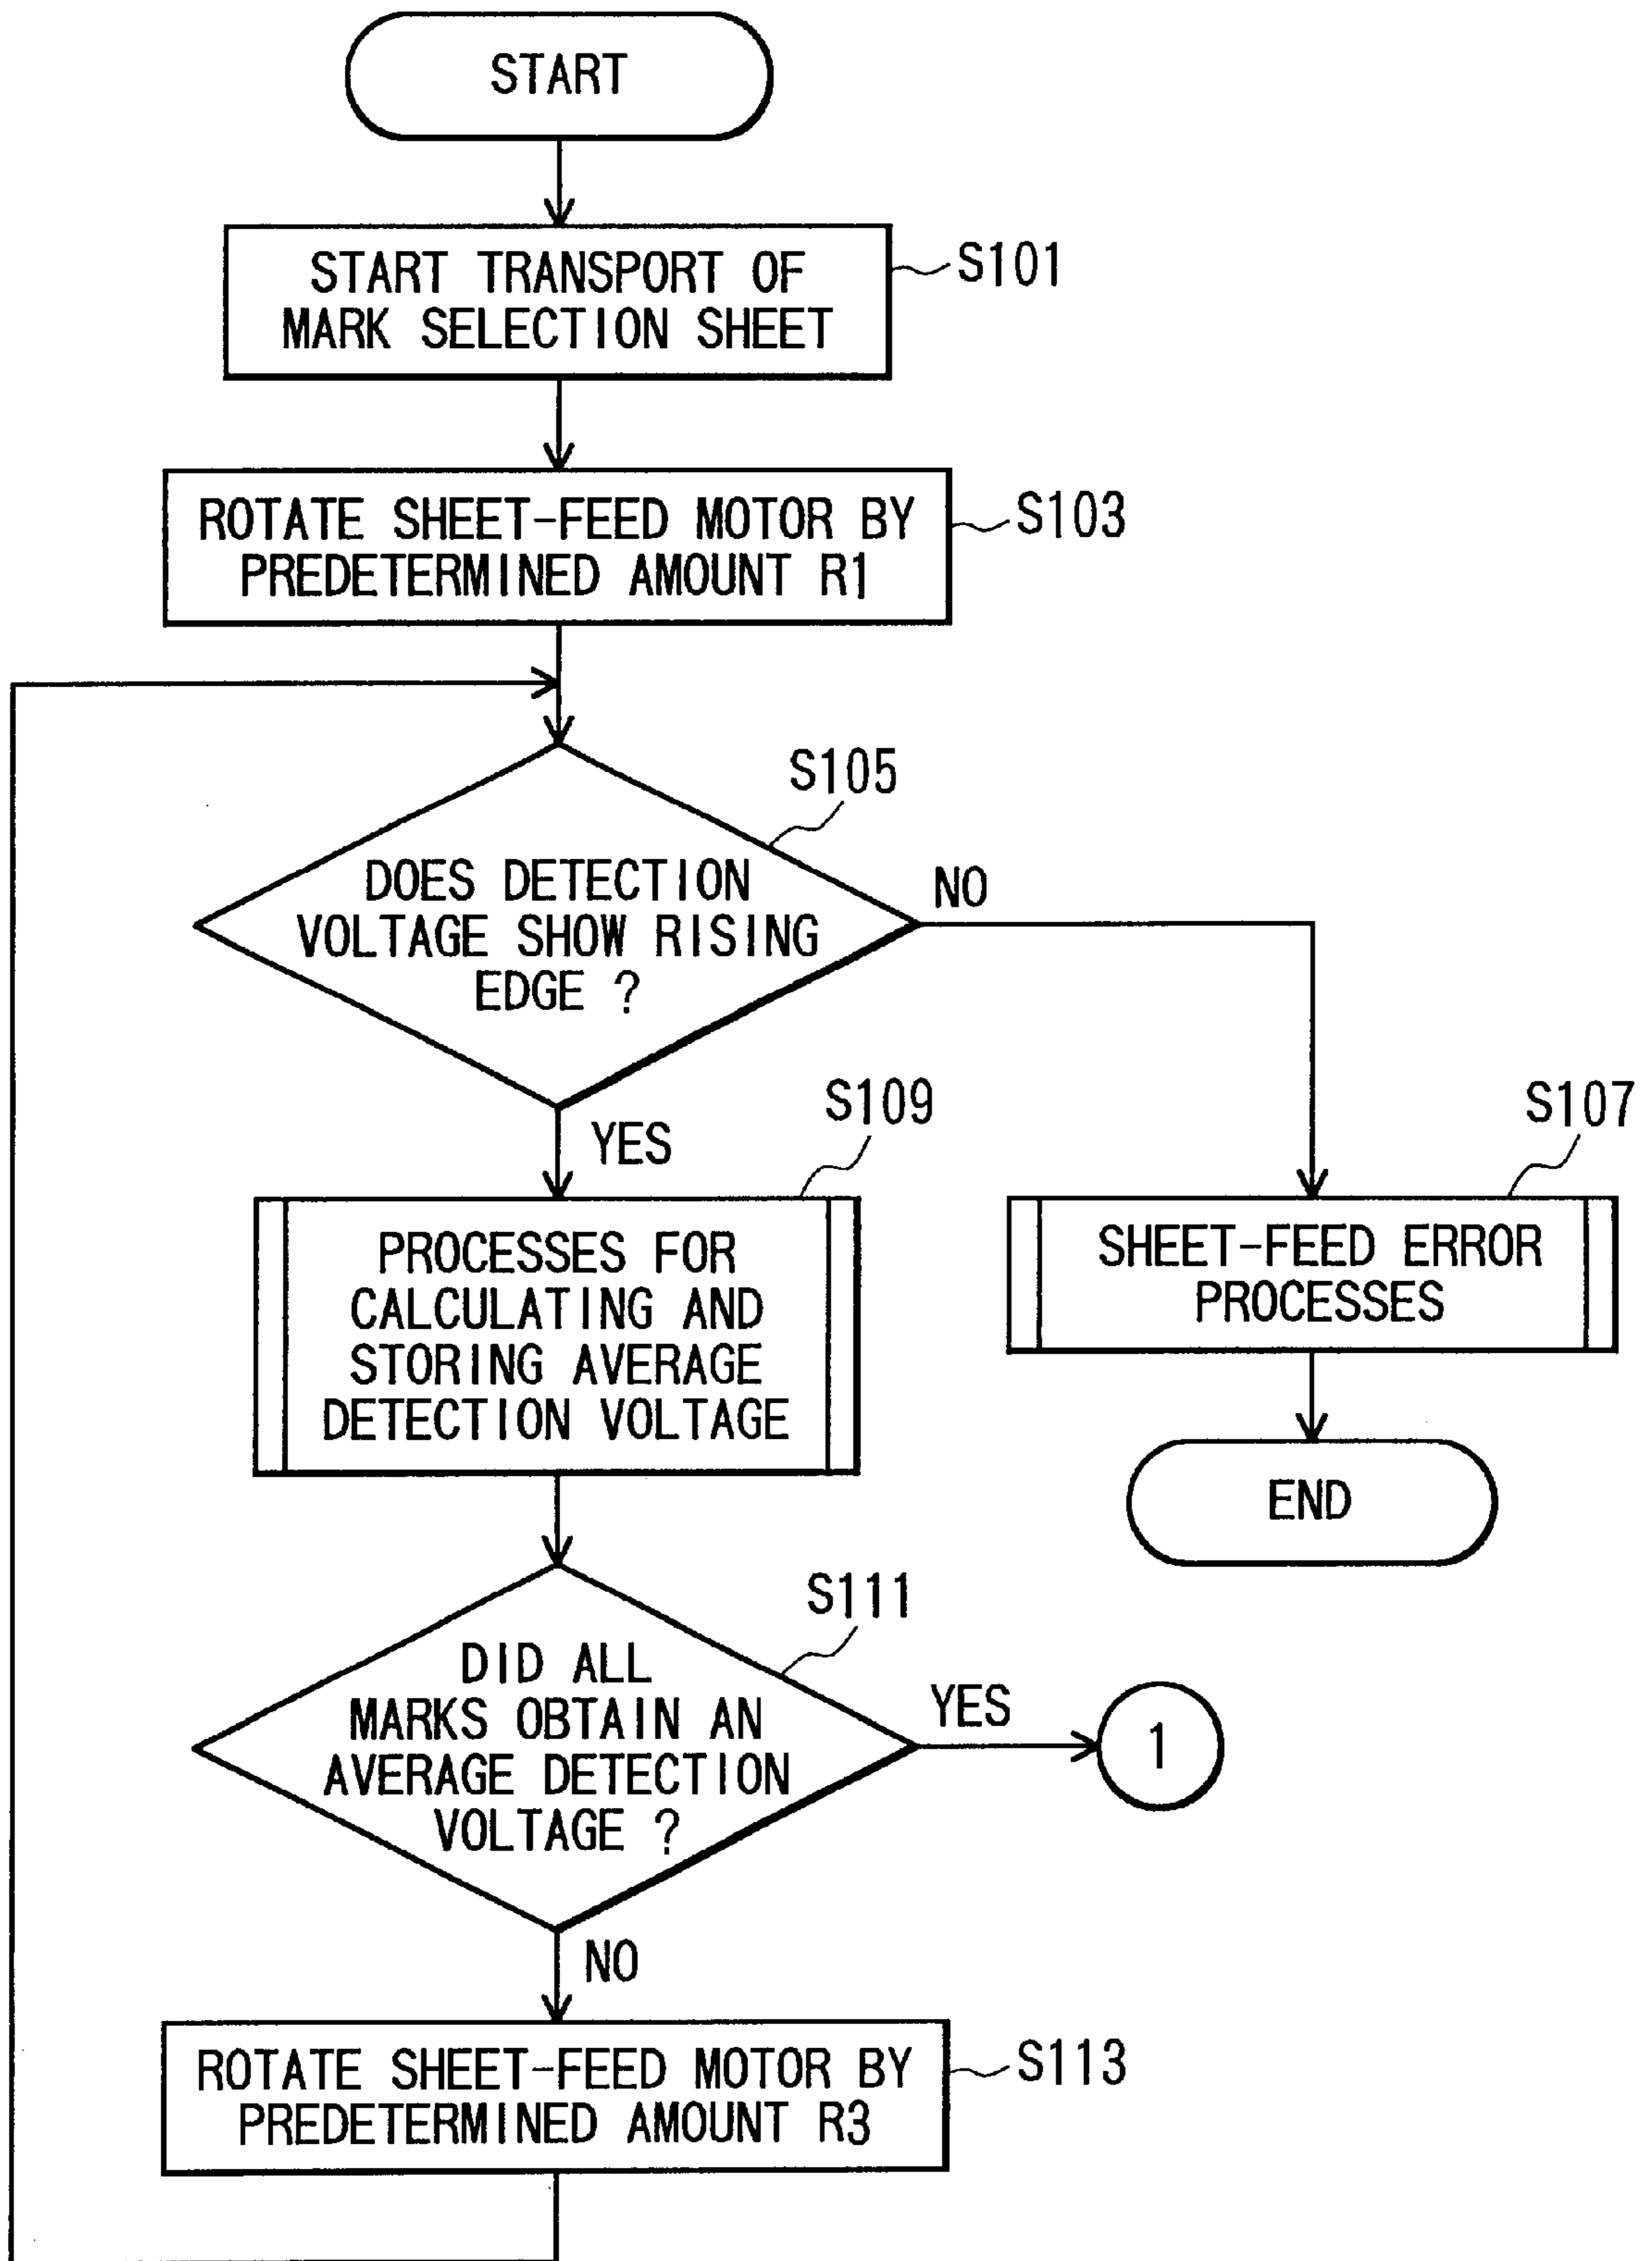 START
START TRANSPORT OF
MARK SELECTION SHEET
S101
ROTATE SHEET-FEED MOTOR BY
PREDETERMINED AMOUNT R1
S103
S105
DOES DETECTION
VOLTAGE SHOW RISING
EDGE ?
NO
YES
S109
S107
PROCESSES FOR
CALCULATING AND
STORING AVERAGE
DETECTION VOLTAGE
SHEET-FEED ERROR
PROCESSES
END
S111
DID ALL
MARKS OBTAIN AN
AVERAGE DETECTION
VOLTAGE ?
YES
1
NO
ROTATE SHEET-FEED MOTOR BY
PREDETERMINED AMOUNT R3
S113